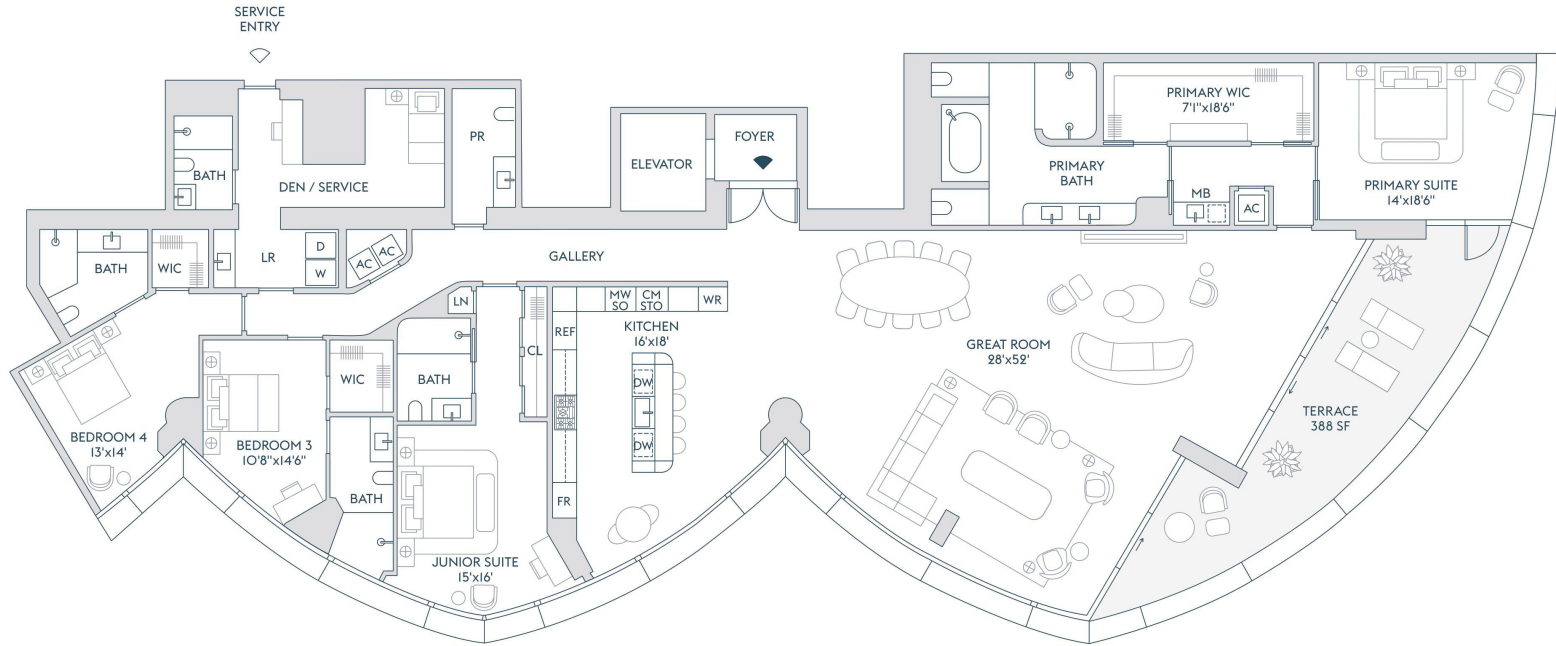 SERVICE
ENTRY
PRIMARY WIC
7'1"x18'6"
PR
FOYER
ELEVATOR
BATH
DEN / SERVICE
PRIMARY
BATH
PRIMARY SUITE
14'x18'6"
MB
AC
D
W
LR
AC
AC
BATH
WIC
GALLERY
LN
MW
SO
CM
STO
WR
KITCHEN
16'x18'
REF
CL
GREAT ROOM
28'x52'
WIC
BATH
DW
DW
TERRACE
388 SF
BEDROOM 4
13'x14'
BEDROOM 3
10'8"x14'6"
BATH
FR
JUNIOR SUITE
15'x16'